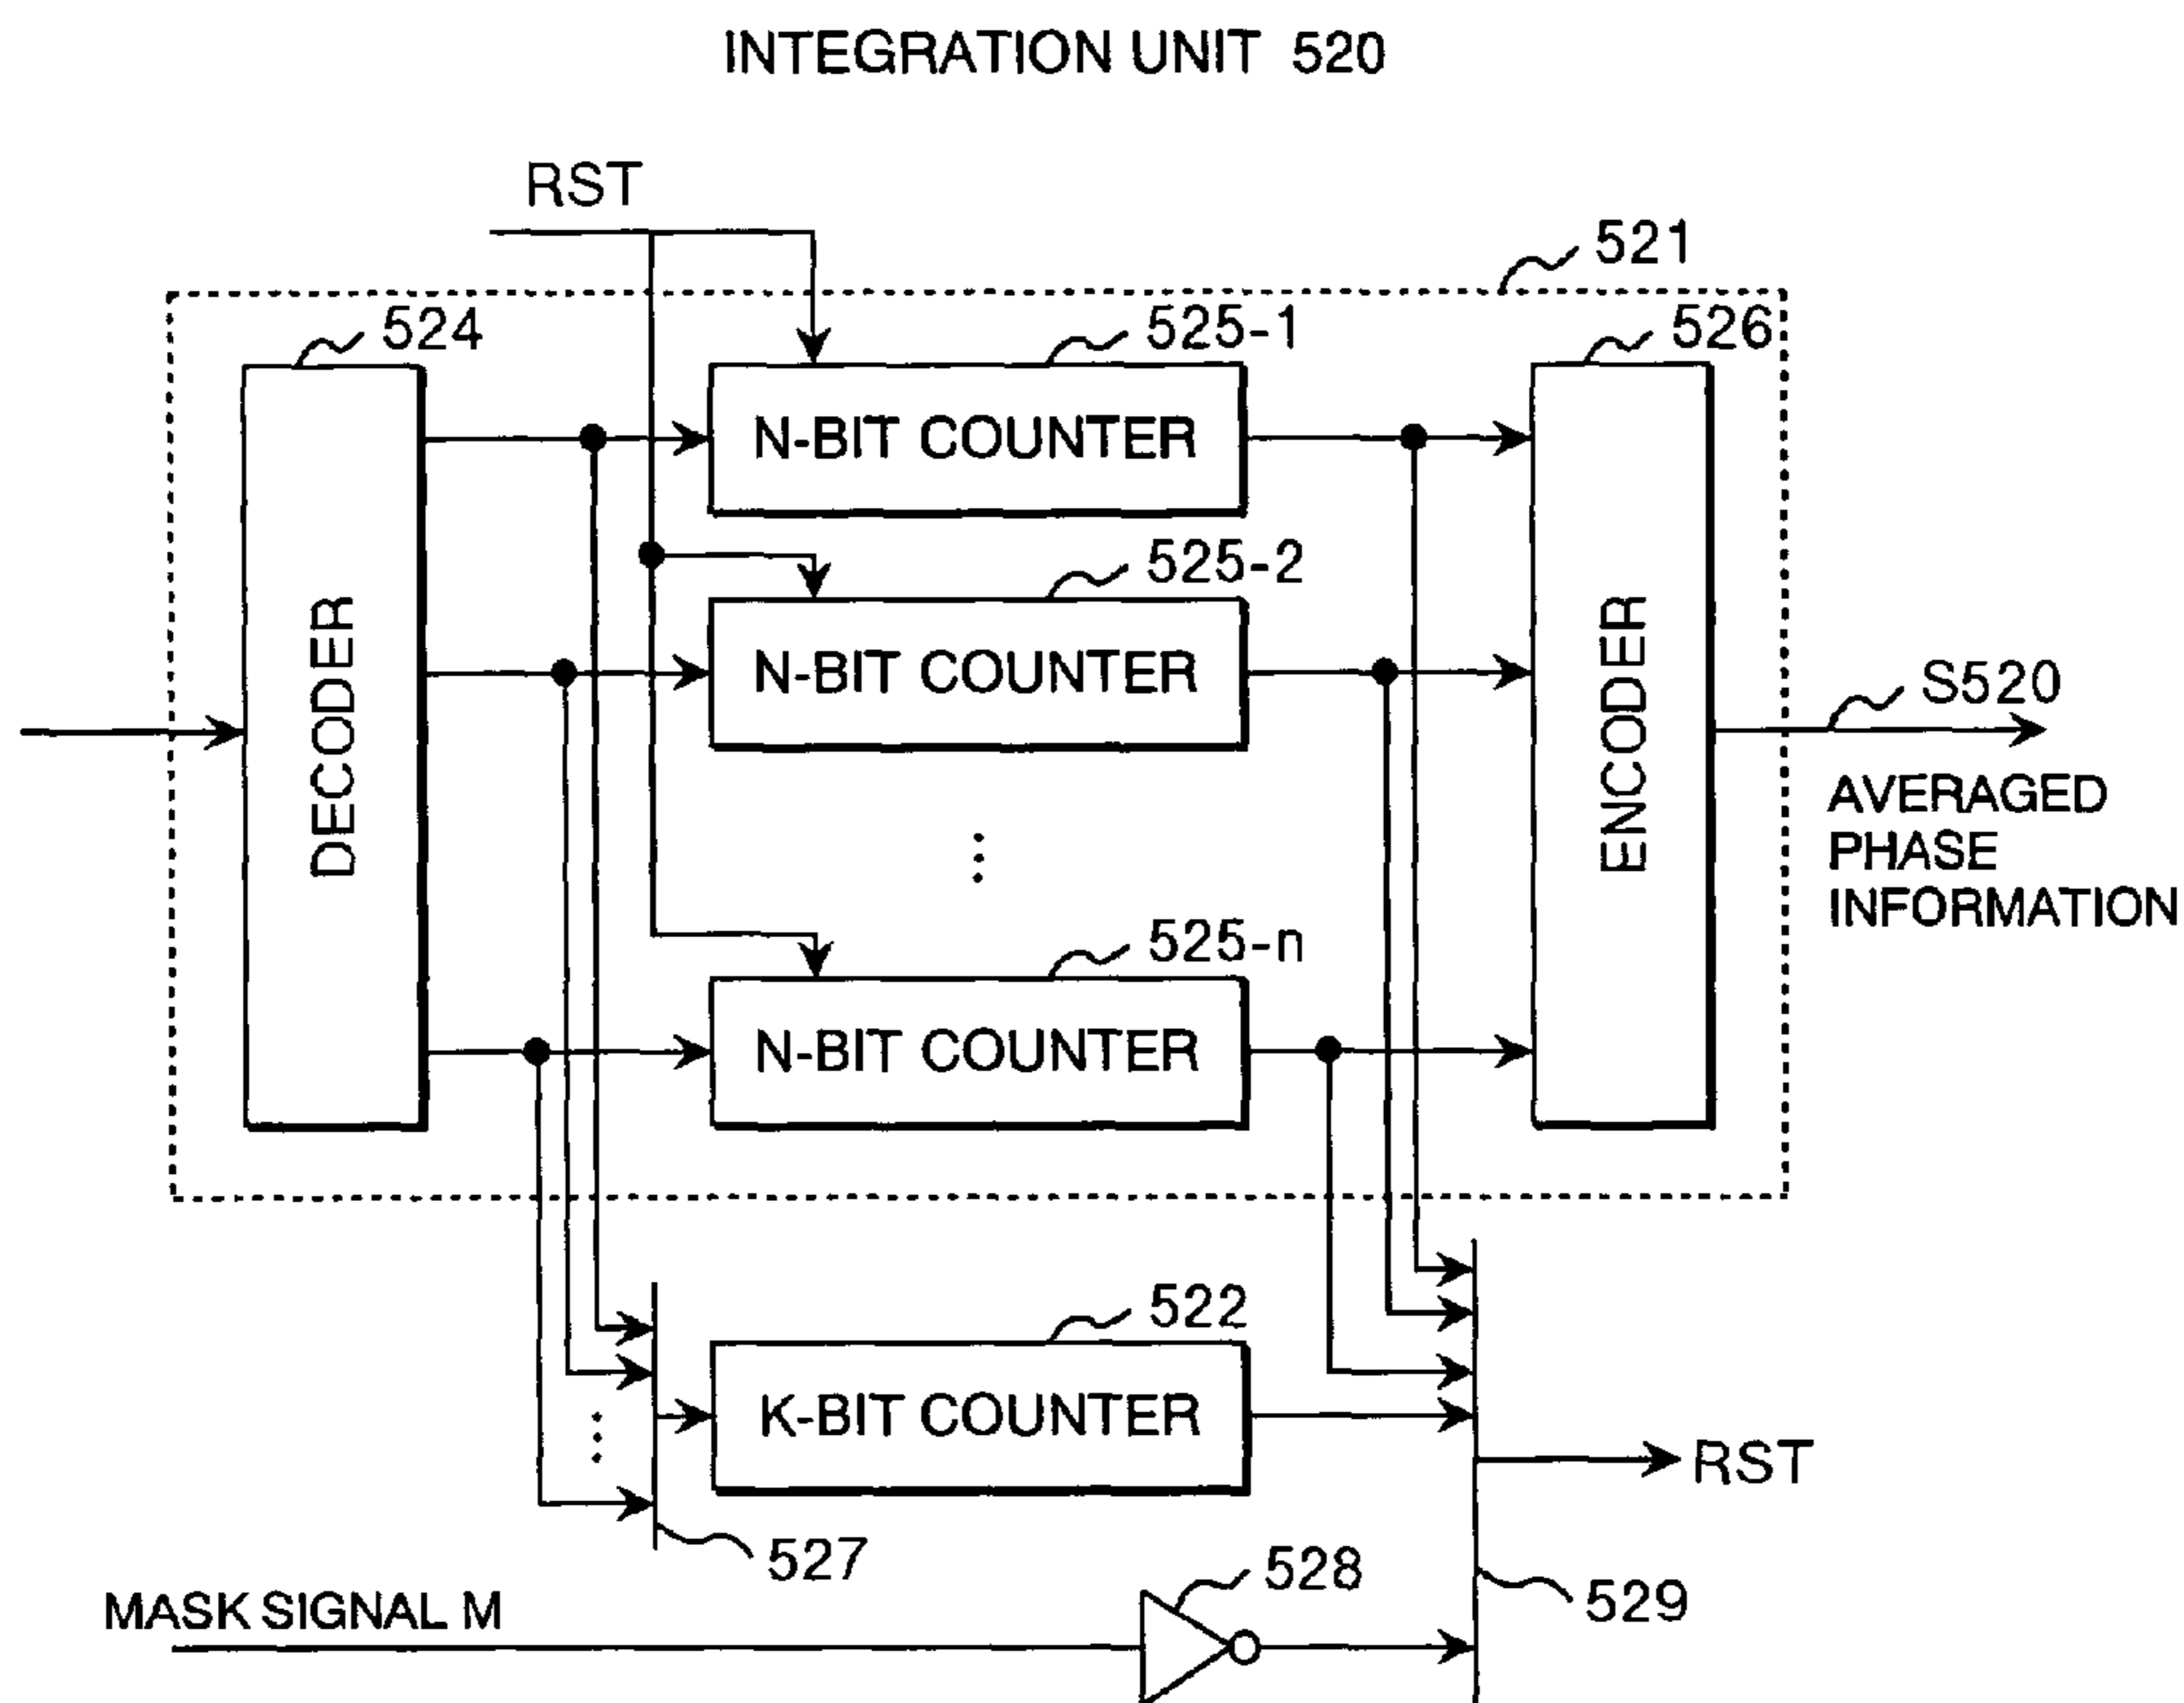 INTEGRATION UNIT 520
RST
521
524
525-1
526
N-BIT COUNTER
525-2
N-BIT COUNTER
DECODER
ENCODER
S520
AVERAGED
PHASE
INFORMATION
525-n
N-BIT COUNTER
522
K-BIT COUNTER
RST
527
528
529
MASK SIGNAL M